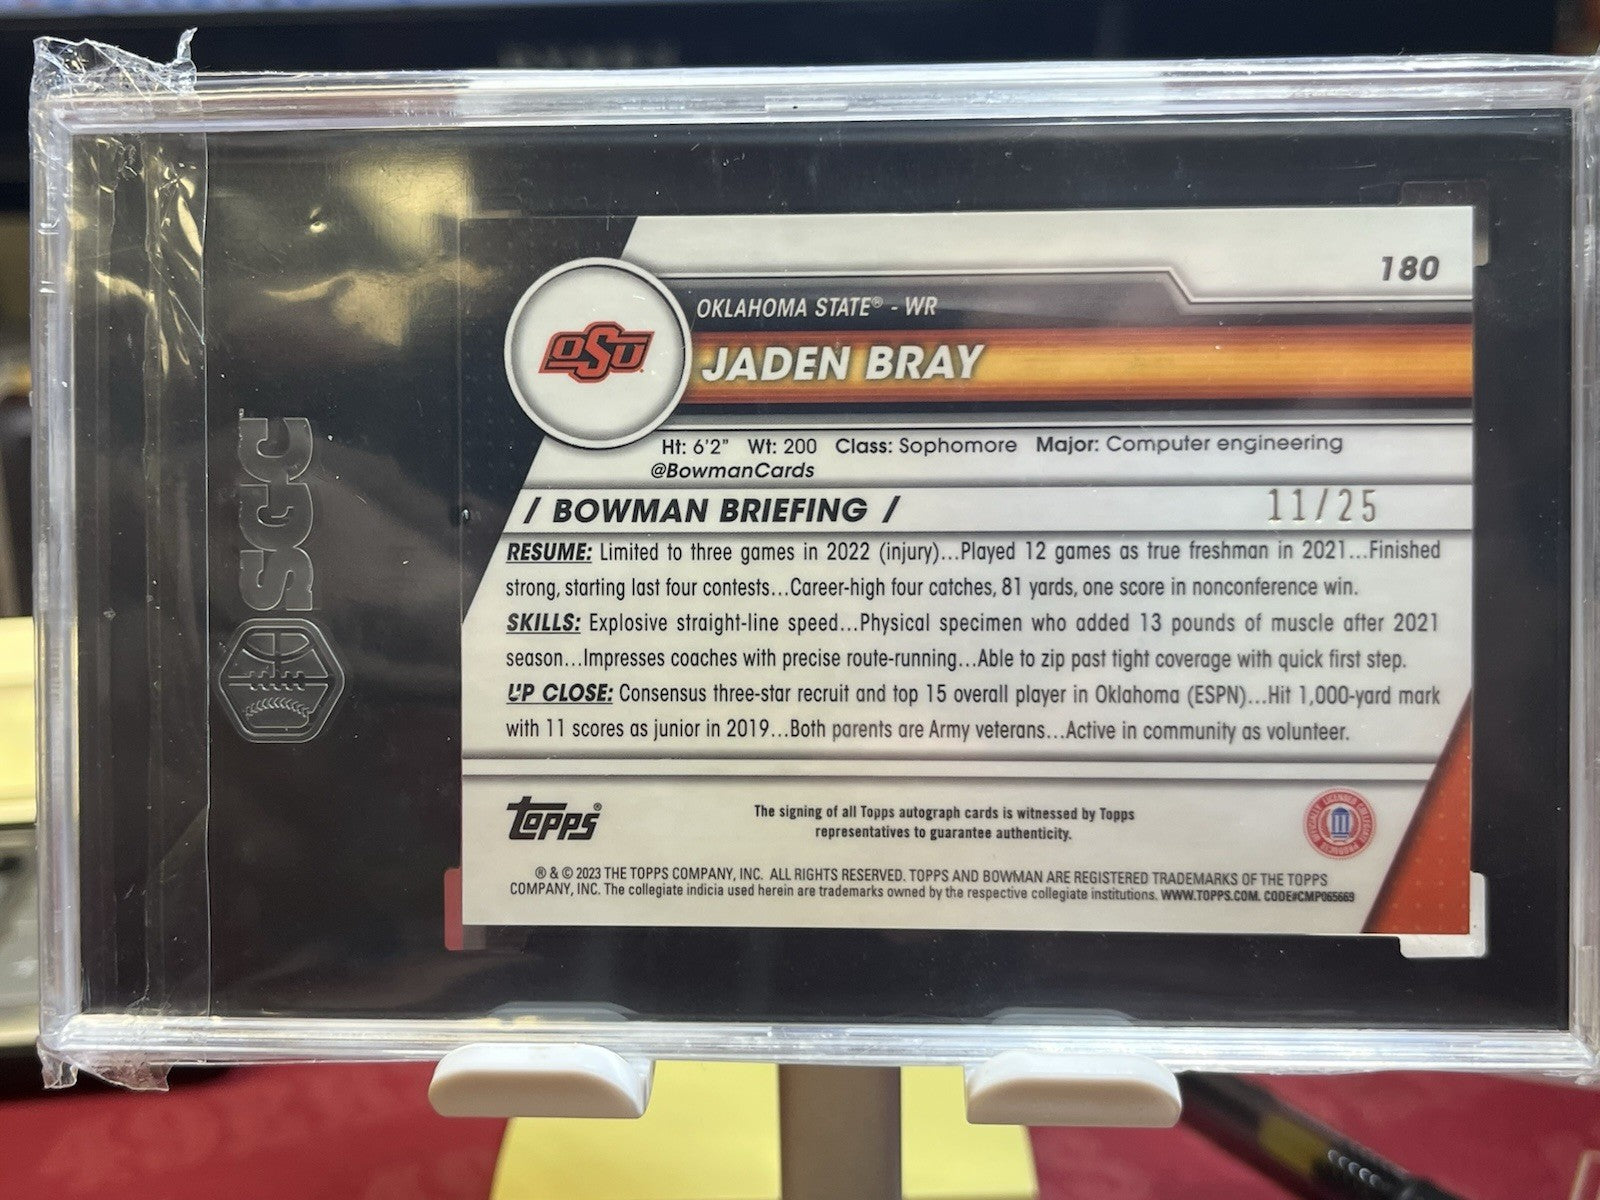 180
OKLAHOMA STATE® - WR
OSU
JADEN BRAY
Ht: 6'2" Wt: 200 Class: Sophomore Major: Computer engineering
@BowmanCards
/ BOWMAN BRIEFING /
11/25
RESUME: Limited to three games in 2022 (injury)...Played 12 games as true freshman in 2021...Finished
strong, starting last four contests...Career-high four catches, 81 yards, one score in nonconference win.
SKILLS: Explosive straight-line speed...Physical specimen who added 13 pounds of muscle after 2021
season...Impresses coaches with precise route-running...Able to zip past tight coverage with quick first step.
UP CLOSE: Consensus three-star recruit and top 15 overall player in Oklahoma (ESPN)...Hit 1,000-yard mark
with 11 scores as junior in 2019...Both parents are Army veterans...Active in community as volunteer.
Topps®
The signing of all Topps autograph cards is witnessed by Topps
representatives to guarantee authenticity.
OFFICIALLY LICENSED COLLEGIATE PRODUCTS
® & © 2023 THE TOPPS COMPANY, INC. ALL RIGHTS RESERVED. TOPPS AND BOWMAN ARE REGISTERED TRADEMARKS OF THE TOPPS
COMPANY, INC. The collegiate indicia used herein are trademarks owned by the respective collegiate institutions. WWW.TOPPS.COM. CODE#CMP065669
SGC